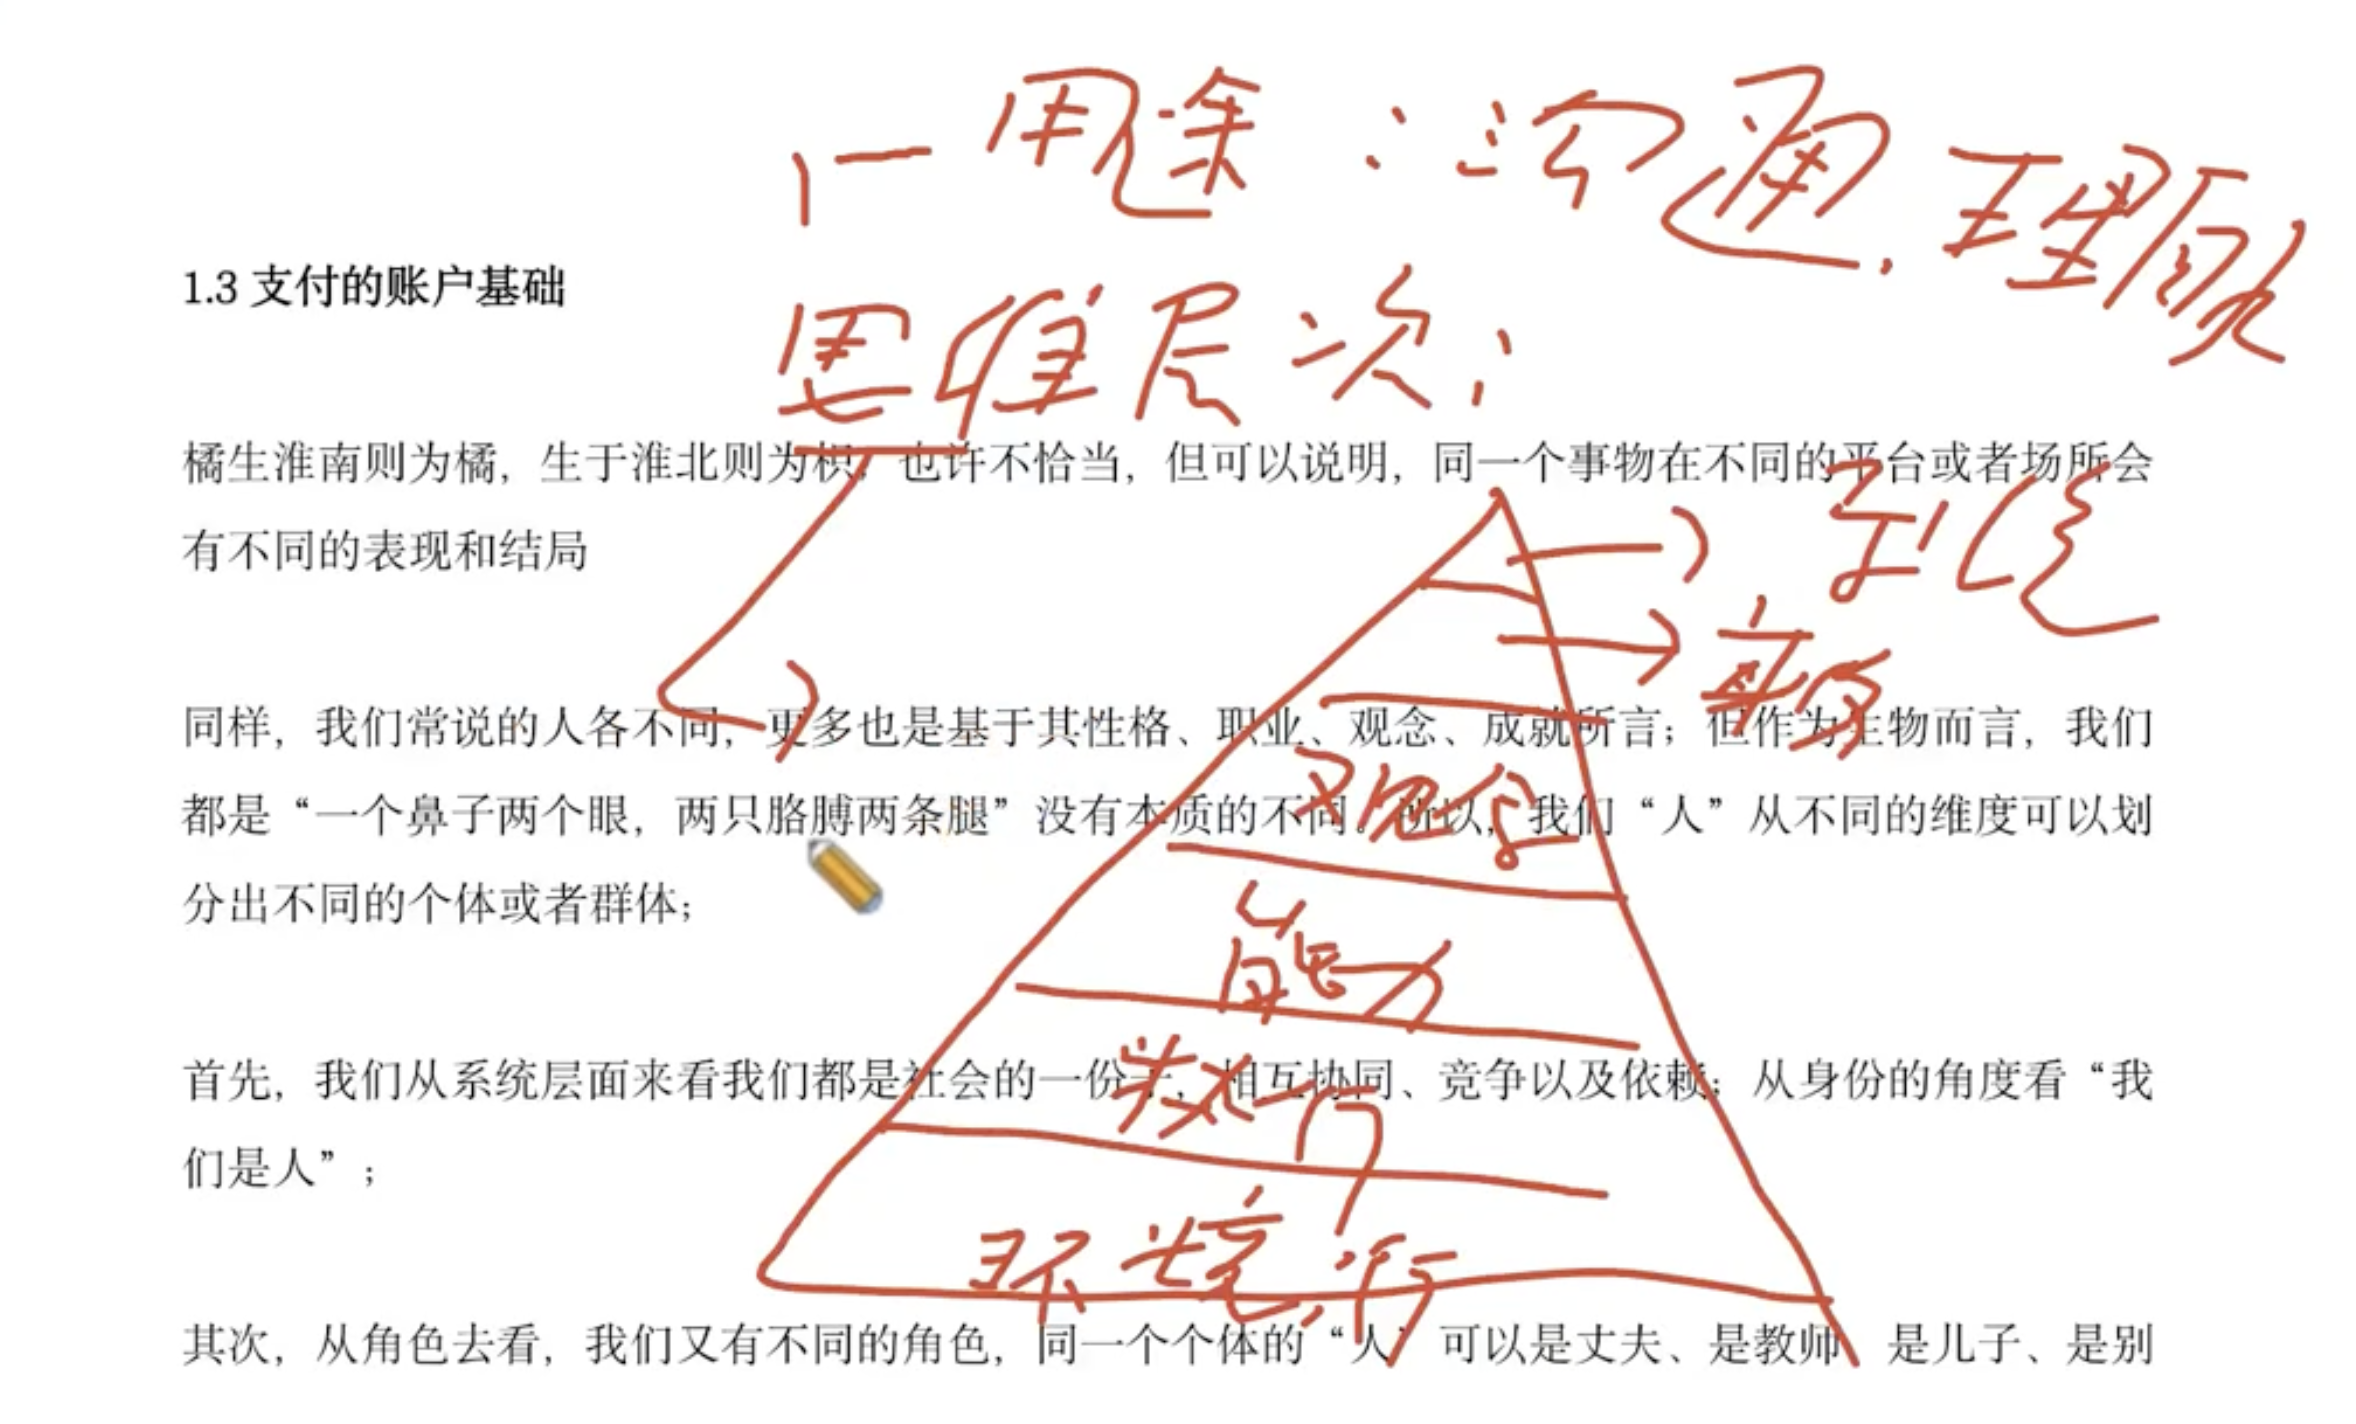 一用途：沟通，理顺
1.3 支付的账户基础
思维层次：
橘生淮南则为橘，生于淮北则为枳，也许不恰当，但可以说明，同一个事物在不同的平台或者场所会
有不同的表现和结局
同样，我们常说的人各不同，更多也是基于其性格、职业、观念、成就所言；但作为生物而言，我们
都是“一个鼻子两个眼，两只胳膊两条腿”没有本质的不同。所以，我们“人”从不同的维度可以划
观念
分出不同的个体或者群体；
能力
首先，我们从系统层面来看我们都是社会的一份子，相互协同、竞争以及依赖；从身份的角度看“我
们是人”；
环境
其次，从角色去看，我们又有不同的角色，同一个个体的“人”可以是丈夫、是教师、是儿子、是别